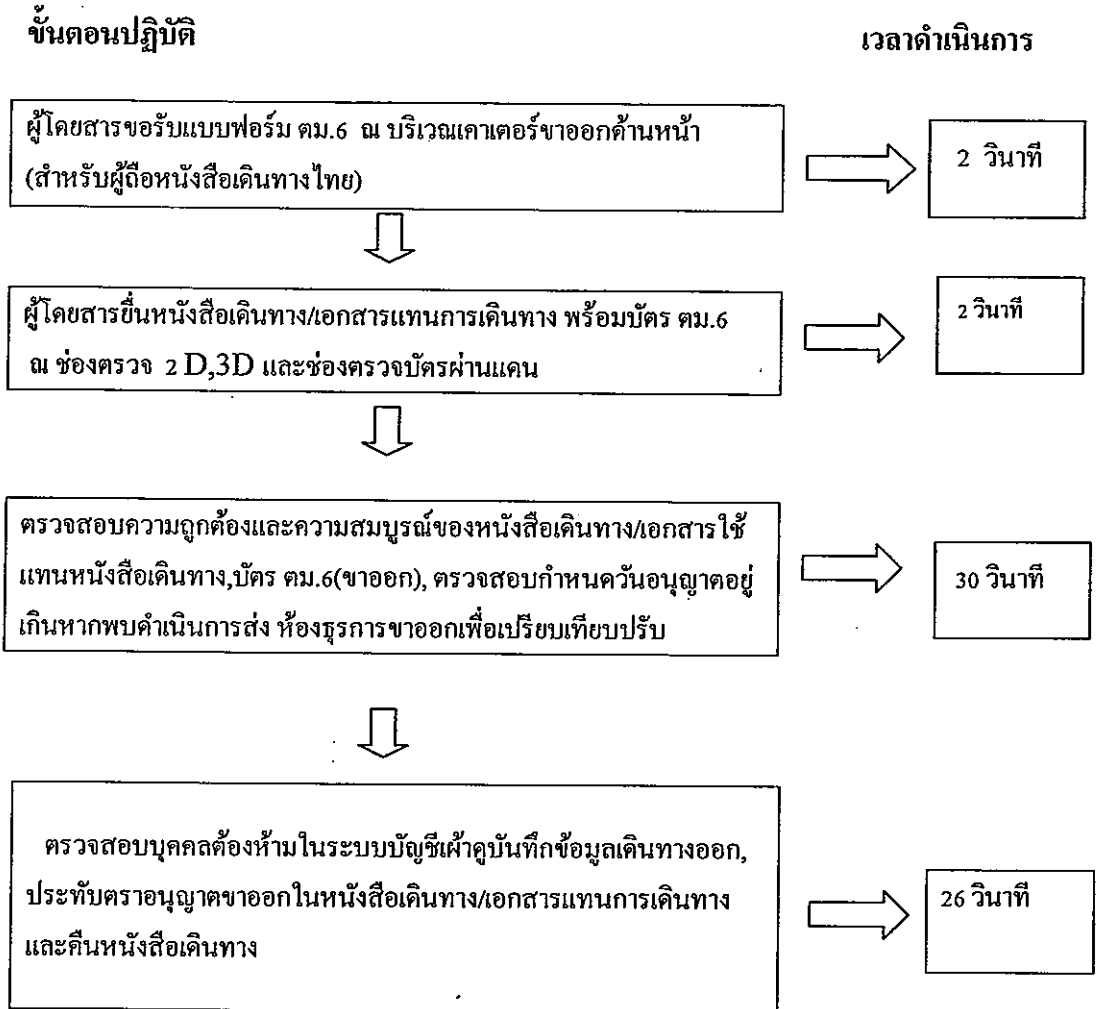 ขั้นตอนปฏิบัติ
เวลาดำเนินการ
ผู้โดยสารขอรับแบบฟอร์ม ตม.6 ณ บริเวณเคาเตอร์ขาออกด้านหน้า
(สำหรับผู้ถือหนังสือเดินทางไทย)
2 วินาที
ผู้โดยสารยื่นหนังสือเดินทาง/เอกสารแทนการเดินทาง พร้อมบัตร ตม.6
ณ ช่องตรวจ 2 D,3D และช่องตรวจบัตรผ่านแดน
2 วินาที
ตรวจสอบความถูกต้องและความสมบูรณ์ของหนังสือเดินทาง/เอกสารใช้
แทนหนังสือเดินทาง,บัตร ตม.6(ขาออก), ตรวจสอบกำหนดวันอนุญาตอยู่
เกินหากพบดำเนินการส่ง ห้องธุรการขาออกเพื่อเปรียบเทียบปรับ
30 วินาที
ตรวจสอบบุคคลต้องห้ามในระบบบัญชีเฝ้าดูบันทึกข้อมูลเดินทางออก,
ประทับตราอนุญาตขาออกในหนังสือเดินทาง/เอกสารแทนการเดินทาง
และคืนหนังสือเดินทาง
26 วินาที